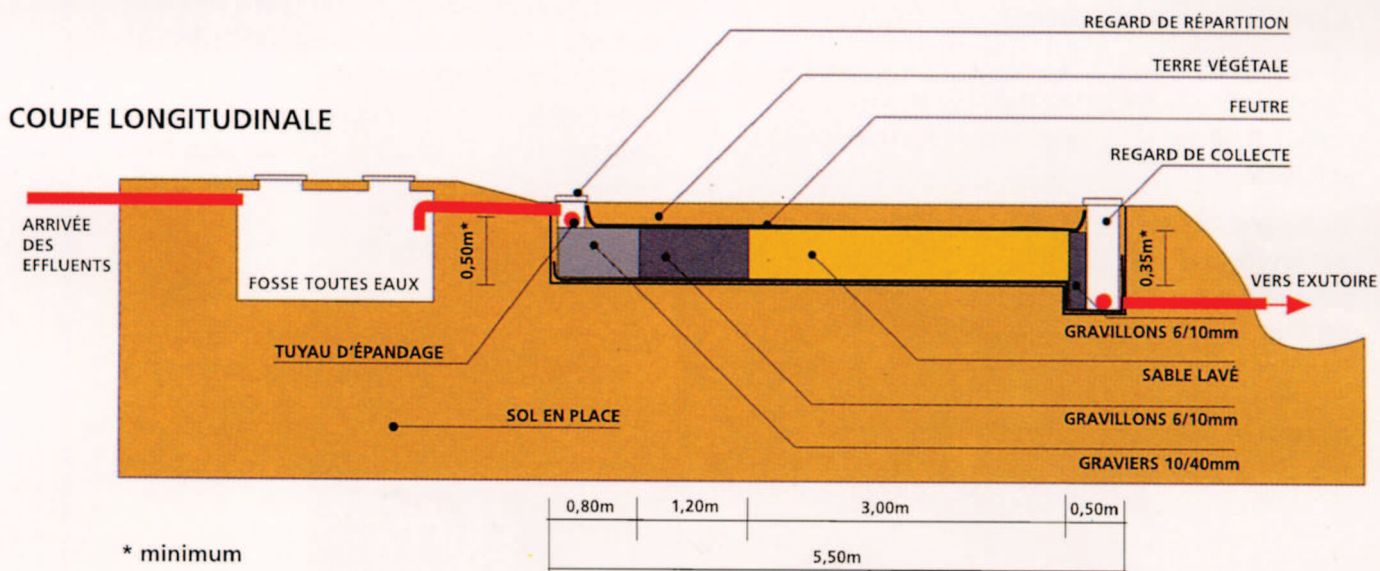 REGARD DE RÉPARTITION
TERRE VÉGÉTALE
FEUTRE
COUPE LONGITUDINALE
REGARD DE COLLECTE
ARRIVÉE
DES
EFFLUENTS
0,50m*
0,35m*
FOSSE TOUTES EAUX
VERS EXUTOIRE
GRAVILLONS 6/10mm
TUYAU D'ÉPANDAGE
SABLE LAVÉ
SOL EN PLACE
GRAVILLONS 6/10mm
GRAVIERS 10/40mm
0,80m
1,20m
3,00m
0,50m
* minimum
5,50m